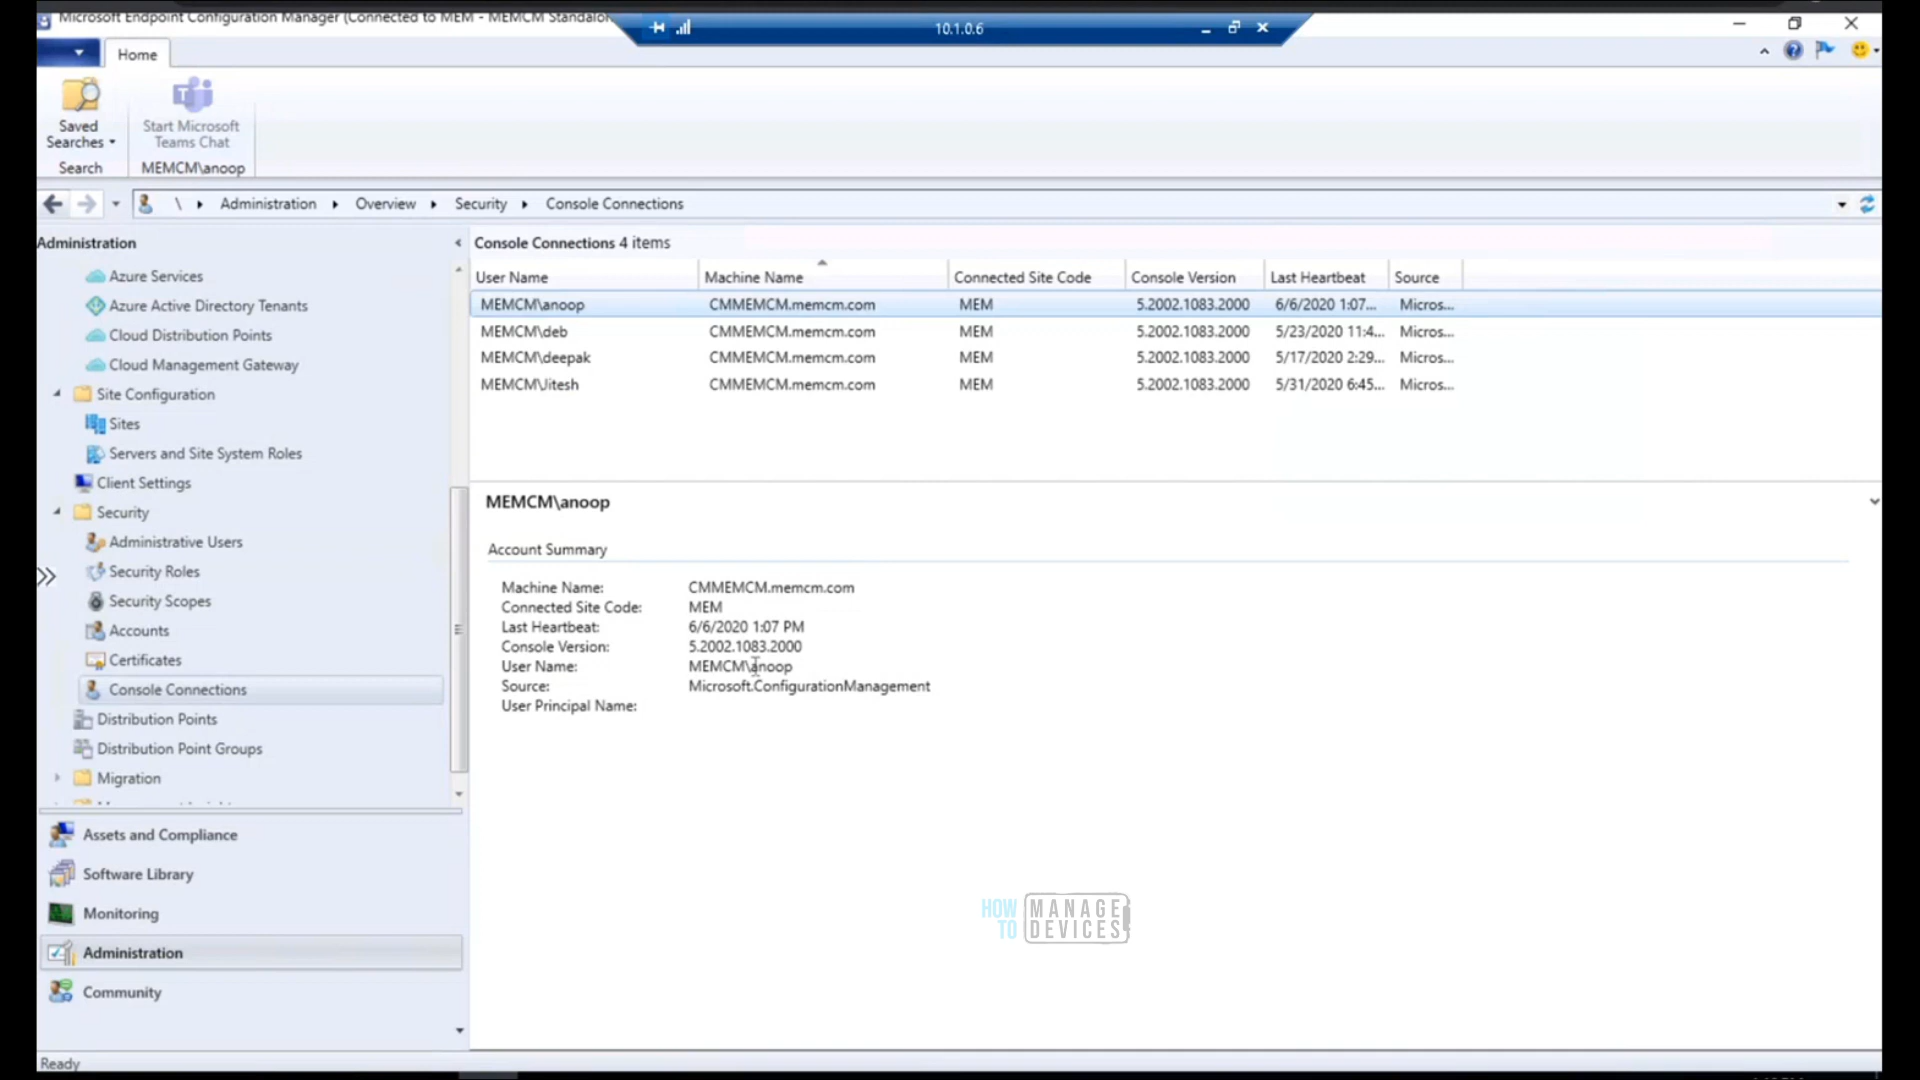 Microsoft Endpoint Configuration Manager (Connected to MEM - MEMCM Standalo
10.1.0.6
Home
Saved Searches
Start Microsoft Teams Chat
Search
MEMCM\anoop
\ Administration Overview Security Console Connections
Administration
Azure Services
Azure Active Directory Tenants
Cloud Distribution Points
Cloud Management Gateway
Site Configuration
Sites
Servers and Site System Roles
Client Settings
Security
Administrative Users
Security Roles
Security Scopes
Accounts
Certificates
Console Connections
Distribution Points
Distribution Point Groups
Migration
Assets and Compliance
Software Library
Monitoring
Administration
Community
Console Connections 4 items
User Name Machine Name Connected Site Code Console Version Last Heartbeat Source
MEMCM\anoop CMMEMCM.memcm.com MEM 5.2002.1083.2000 6/6/2020 1:07... Micros...
MEMCM\deb CMMEMCM.memcm.com MEM 5.2002.1083.2000 5/23/2020 11:4... Micros...
MEMCM\deepak CMMEMCM.memcm.com MEM 5.2002.1083.2000 5/17/2020 2:29... Micros...
MEMCM\Jitesh CMMEMCM.memcm.com MEM 5.2002.1083.2000 5/31/2020 6:45... Micros...
MEMCM\anoop
Account Summary
Machine Name: CMMEMCM.memcm.com
Connected Site Code: MEM
Last Heartbeat: 6/6/2020 1:07 PM
Console Version: 5.2002.1083.2000
User Name: MEMCM\anoop
Source: Microsoft.ConfigurationManagement
User Principal Name:
HOW TO MANAGE DEVICES
Ready